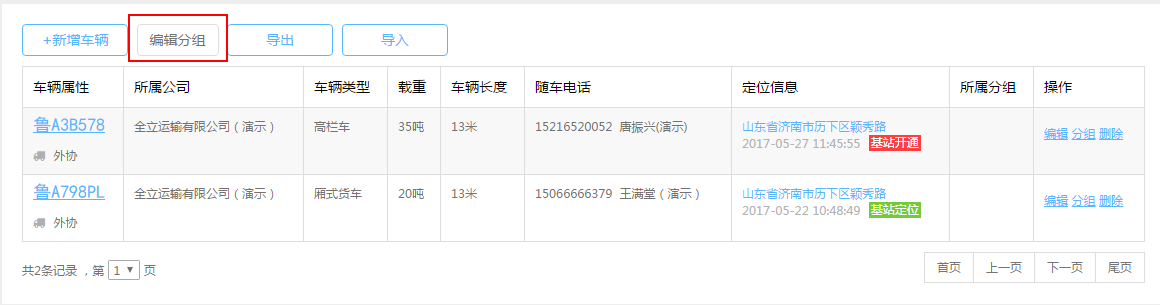 +新增车辆 编辑分组 导出 导入
车辆属性 所属公司 车辆类型 载重 车辆长度 随车电话 定位信息 所属分组 操作
鲁A3B578 全立运输有限公司（演示） 高栏车 35吨 13米 15216520052 唐振兴(演示) 山东省济南市历下区颖秀路 编辑 分组 删除
2017-05-27 11:45:55 基站开通
外协
鲁A798PL 全立运输有限公司（演示） 厢式货车 20吨 13米 15066666379 王满堂（演示） 山东省济南市历下区颖秀路 编辑 分组 删除
2017-05-22 10:48:49 基站定位
外协
共2条记录 ，第 1 页 首页 上一页 下一页 尾页